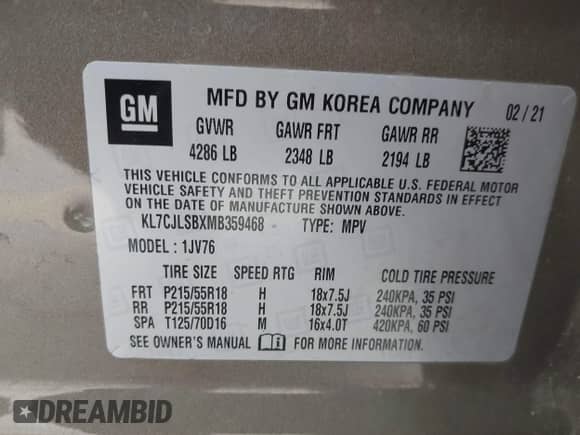 GM
MFD BY GM KOREA COMPANY 02/21
GVWR GAWR FRT GAWR RR
4286 LB 2348 LB 2194 LB
THIS VEHICLE CONFORMS TO ALL APPLICABLE U.S. FEDERAL MOTOR
VEHICLE SAFETY AND THEFT PREVENTION STANDARDS IN EFFECT
ON THE DATE OF MANUFACTURE SHOWN ABOVE.
KL7CJLSBXMB359468 TYPE: MPV
MODEL: 1JV76
TIRE SIZE SPEED RTG RIM COLD TIRE PRESSURE
FRT P215/55R18 H 18x7.5J 240KPA, 35 PSI
RR P215/55R18 H 18x7.5J 240KPA, 35 PSI
SPA T125/70D16 M 16x4.0T 420KPA, 60 PSI
SEE OWNER'S MANUAL FOR MORE INFORMATION.
DREAMBID